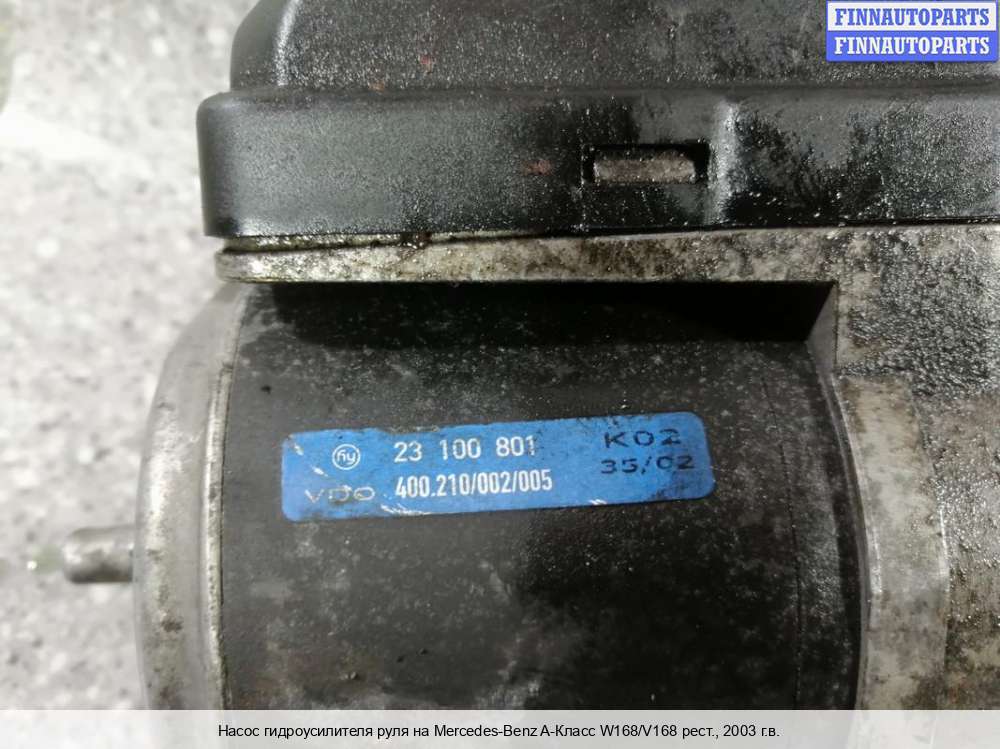 FINNAUTOPARTS
FINNAUTOPARTS
hy 23 100 801 K02
VDO 400.210/002/005 35/02
Насос гидроусилителя руля на Mercedes-Benz A-Класс W168/V168 рест., 2003 г.в.